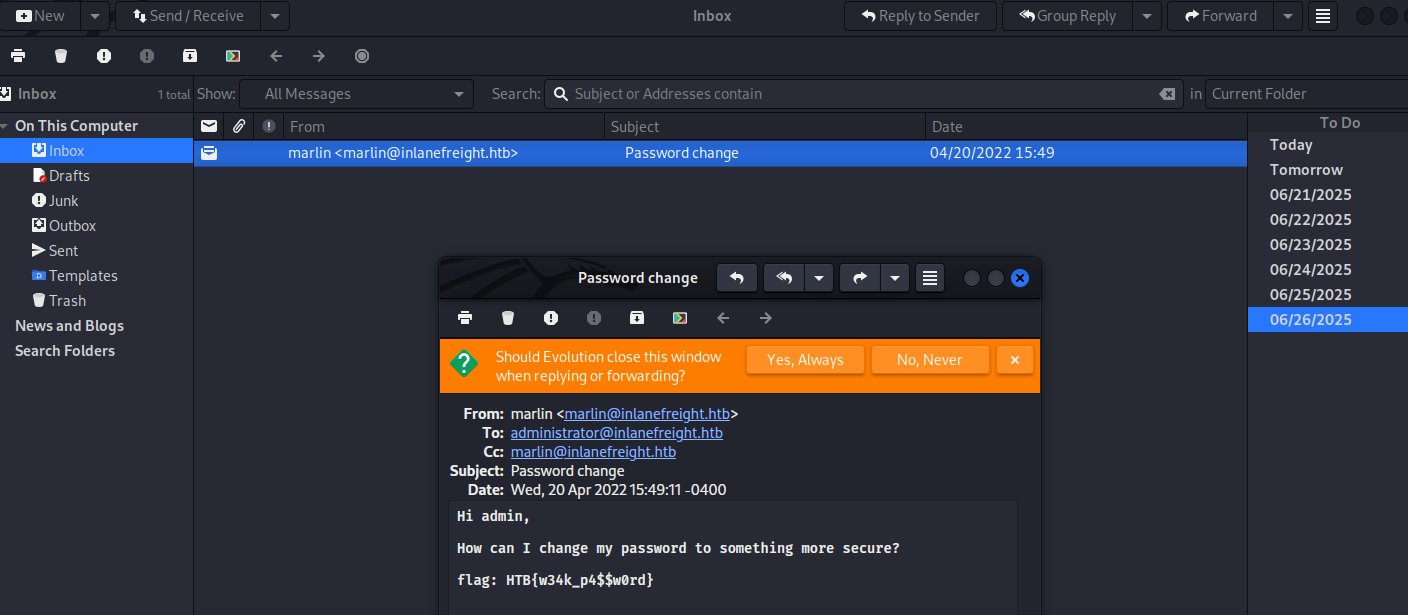 New
Send / Receive
Inbox
Reply to Sender
Group Reply
Forward
Inbox
1 total
Show:
All Messages
Search:
Subject or Addresses contain
in
Current Folder
On This Computer
Inbox
Drafts
Junk
Outbox
Sent
Templates
Trash
News and Blogs
Search Folders
From
Subject
Date
marlin <marlin@inlanefreight.htb>
Password change
04/20/2022 15:49
To Do
Today
Tomorrow
06/21/2025
06/22/2025
06/23/2025
06/24/2025
06/25/2025
06/26/2025
Password change
Should Evolution close this window
when replying or forwarding?
Yes, Always
No, Never
From: marlin <marlin@inlanefreight.htb>
To: administrator@inlanefreight.htb
Cc: marlin@inlanefreight.htb
Subject: Password change
Date: Wed, 20 Apr 2022 15:49:11 -0400
Hi admin,
How can I change my password to something more secure?
flag: HTB{w34k_p4$$w0rd}